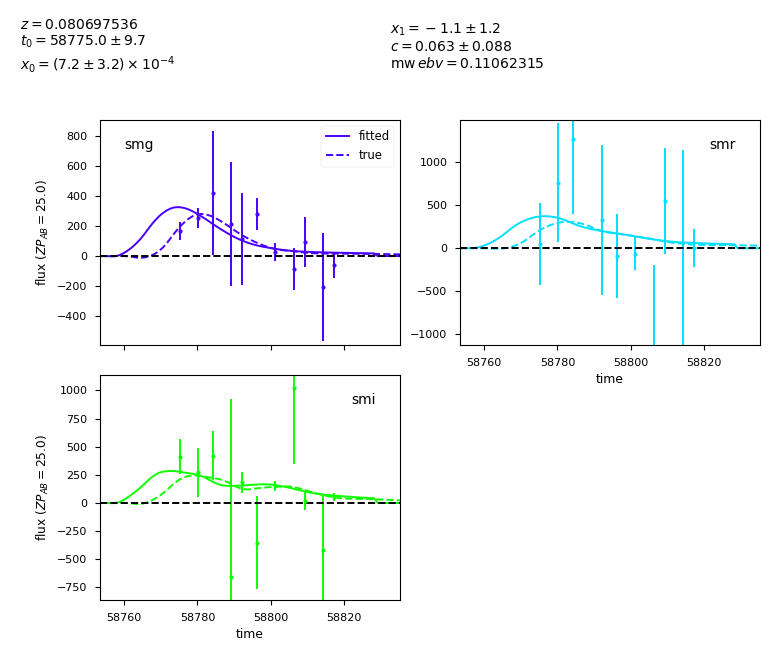 z = 0.080697536
t₀ = 58775.0 ± 9.7
x₀ = (7.2 ± 3.2) × 10⁻⁴
x₁ = −1.1 ± 1.2
c = 0.063 ± 0.088
mwebv = 0.11062315
smg
fitted
true
800
600
400
200
0
−200
−400
flux (ZP_AB = 25.0)
smr
1000
500
0
−500
−1000
58760 58780 58800 58820
time
smi
1000
750
500
250
0
−250
−500
−750
flux (ZP_AB = 25.0)
58760 58780 58800 58820
time